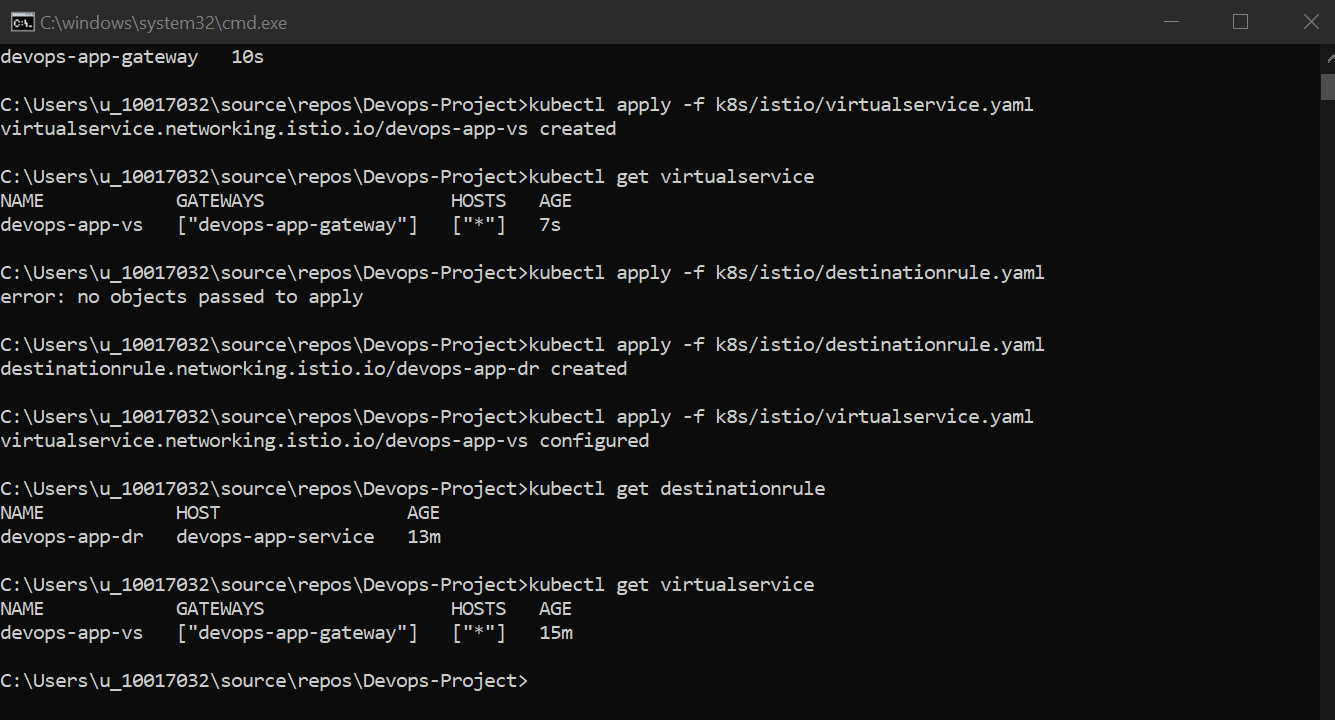 C:\windows\system32\cmd.exe
devops-app-gateway   10s
C:\Users\u_10017032\source\repos\Devops-Project>kubectl apply -f k8s/istio/virtualservice.yaml
virtualservice.networking.istio.io/devops-app-vs created
C:\Users\u_10017032\source\repos\Devops-Project>kubectl get virtualservice
NAME            GATEWAYS                 HOSTS   AGE
devops-app-vs   ["devops-app-gateway"]   ["*"]   7s
C:\Users\u_10017032\source\repos\Devops-Project>kubectl apply -f k8s/istio/destinationrule.yaml
error: no objects passed to apply
C:\Users\u_10017032\source\repos\Devops-Project>kubectl apply -f k8s/istio/destinationrule.yaml
destinationrule.networking.istio.io/devops-app-dr created
C:\Users\u_10017032\source\repos\Devops-Project>kubectl apply -f k8s/istio/virtualservice.yaml
virtualservice.networking.istio.io/devops-app-vs configured
C:\Users\u_10017032\source\repos\Devops-Project>kubectl get destinationrule
NAME            HOST                 AGE
devops-app-dr   devops-app-service   13m
C:\Users\u_10017032\source\repos\Devops-Project>kubectl get virtualservice
NAME            GATEWAYS                 HOSTS   AGE
devops-app-vs   ["devops-app-gateway"]   ["*"]   15m
C:\Users\u_10017032\source\repos\Devops-Project>